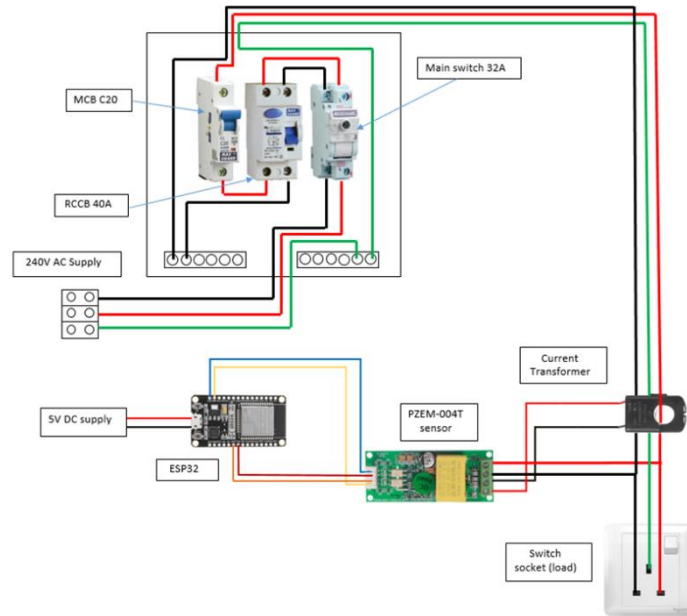 Main switch 32A
MCB C20
RCCB 40A
240V AC Supply
Current
Transformer
PZEM-004T
sensor
5V DC supply
ESP32
Switch
socket (load)